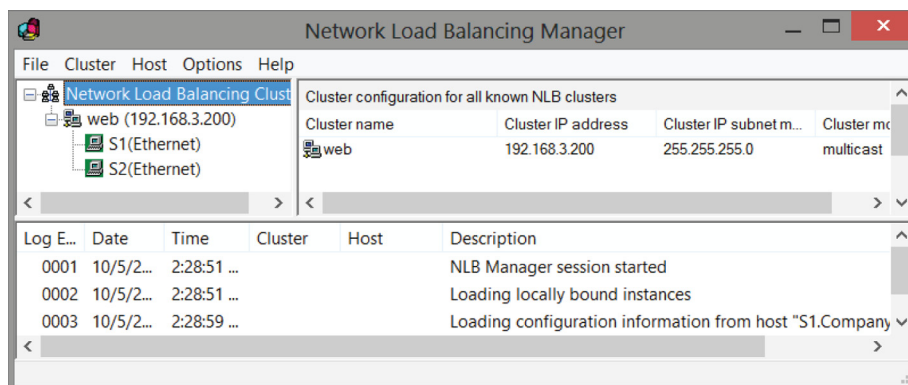 Network Load Balancing Manager
File Cluster Host Options Help
Network Load Balancing Clust
web (192.168.3.200)
S1(Ethernet)
S2(Ethernet)
Cluster configuration for all known NLB clusters
Cluster name Cluster IP address Cluster IP subnet m... Cluster mo
web 192.168.3.200 255.255.255.0 multicast
Log E... Date Time Cluster Host Description
0001 10/5/2... 2:28:51 ... NLB Manager session started
0002 10/5/2... 2:28:51 ... Loading locally bound instances
0003 10/5/2... 2:28:59 ... Loading configuration information from host "S1.Company